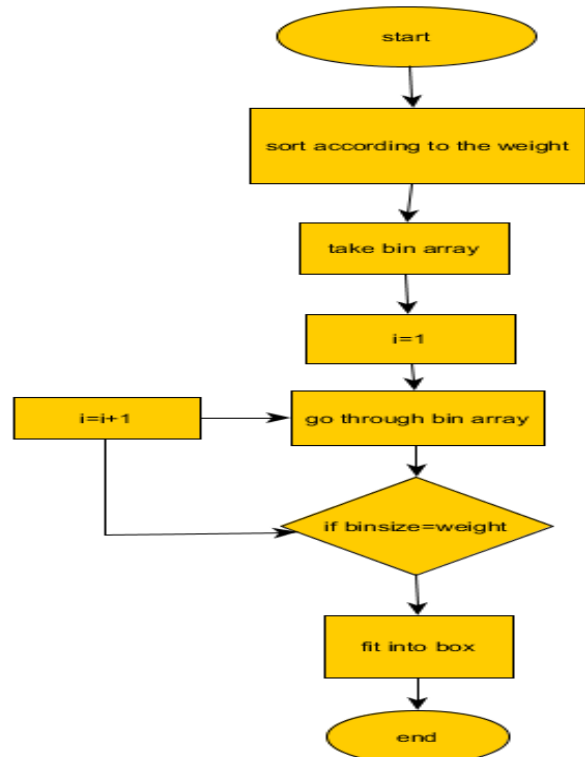 start
sort according to the weight
take bin array
i=1
i=i+1
go through bin array
if binsize=weight
fit into box
end